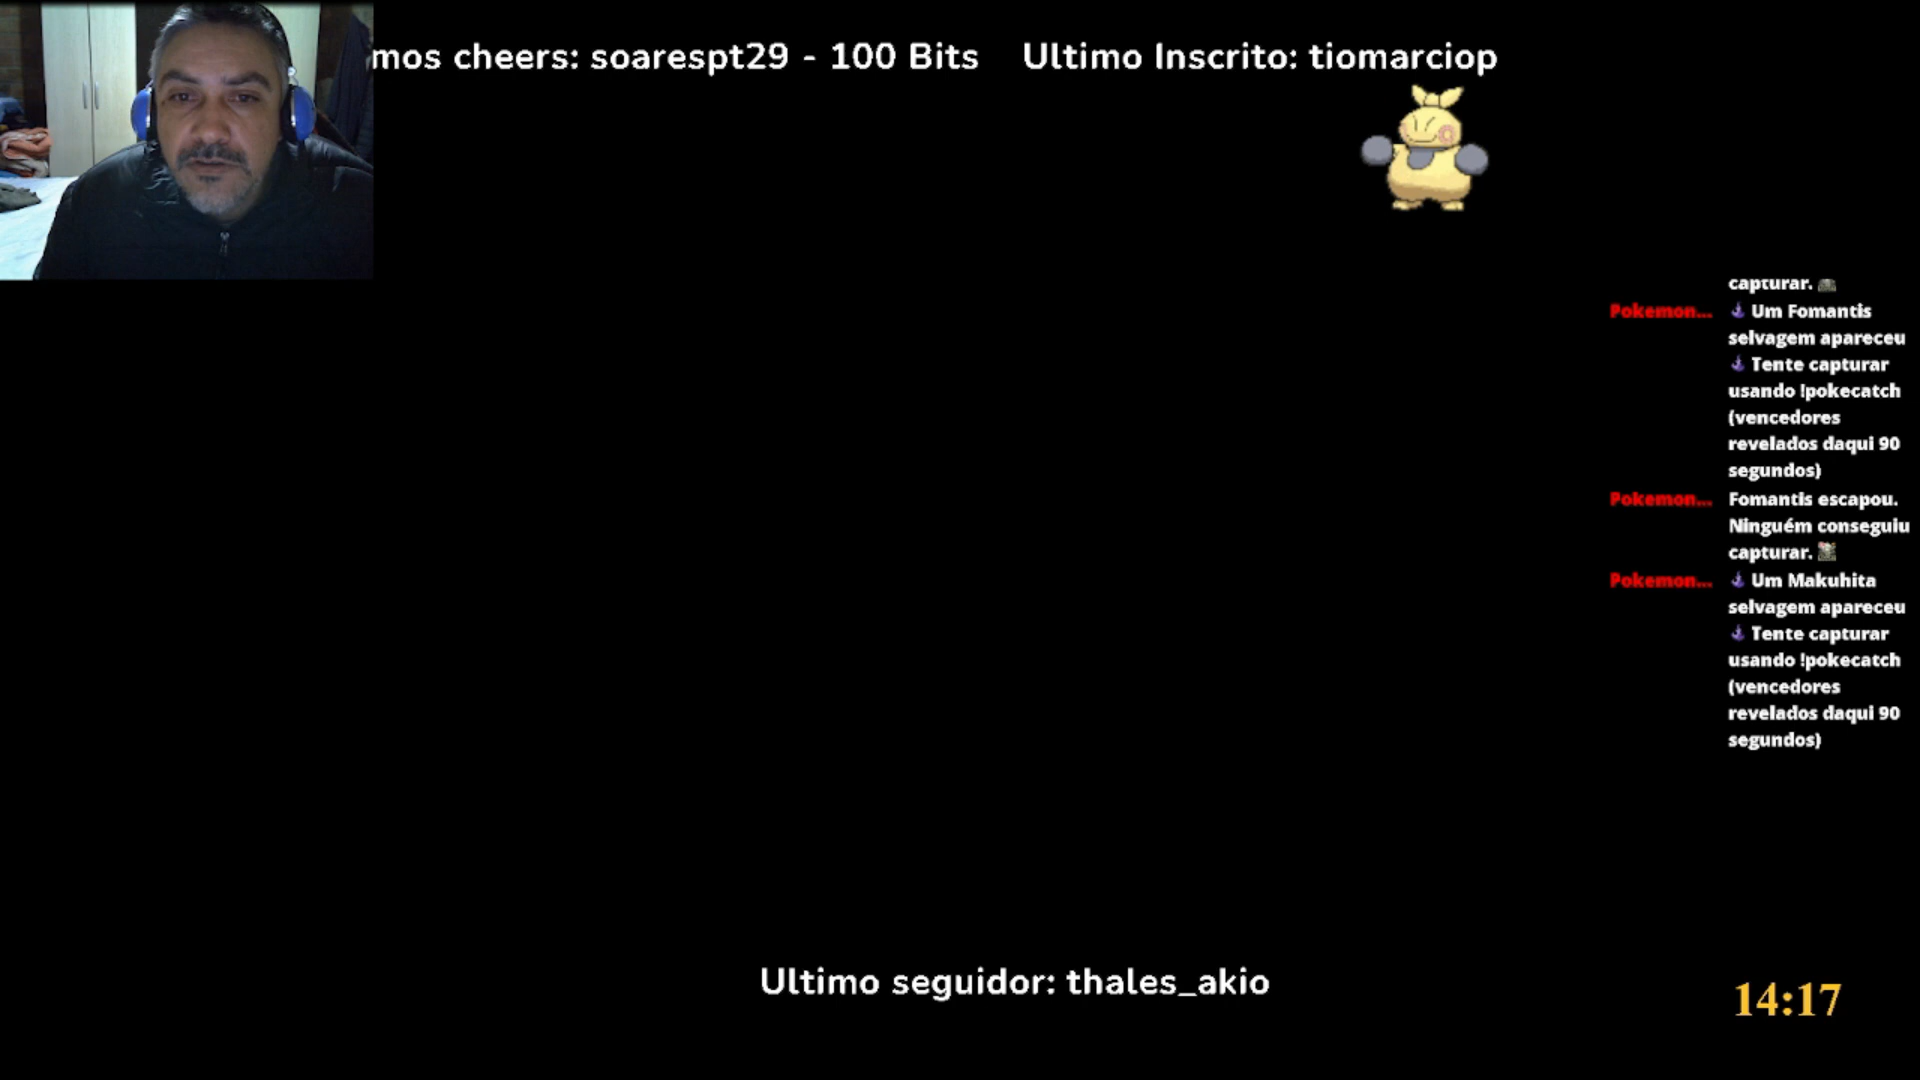 mos cheers: soarespt29 - 100 Bits
Ultimo Inscrito: tiomarciop
capturar.
Pokemon... Um Fomantis
selvagem apareceu
Tente capturar
usando !pokecatch
(vencedores
revelados daqui 90
segundos)
Pokemon... Fomantis escapou.
Ninguém conseguiu
capturar.
Pokemon... Um Makuhita
selvagem apareceu
Tente capturar
usando !pokecatch
(vencedores
revelados daqui 90
segundos)
Ultimo seguidor: thales_akio
14:17